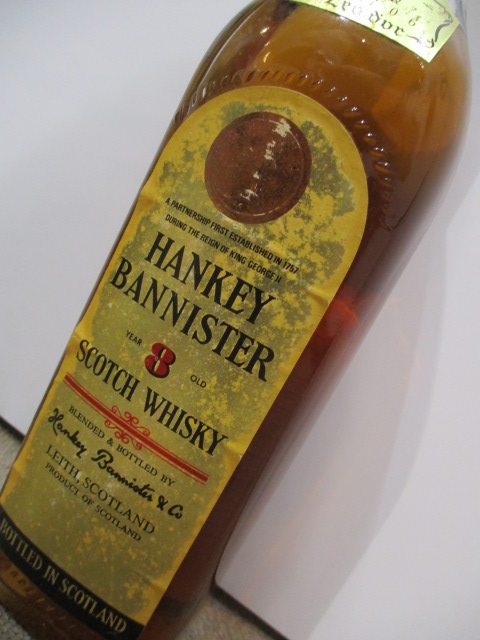 A PARTNERSHIP FIRST ESTABLISHED IN 1757
DURING THE REIGN OF KING GEORGE II.
HANKEY
BANNISTER
YEAR 8 OLD
SCOTCH WHISKY
BLENDED & BOTTLED BY
Hankey Bannister & Co
LEITH, SCOTLAND
PRODUCT OF SCOTLAND
BOTTLED IN SCOTLAND